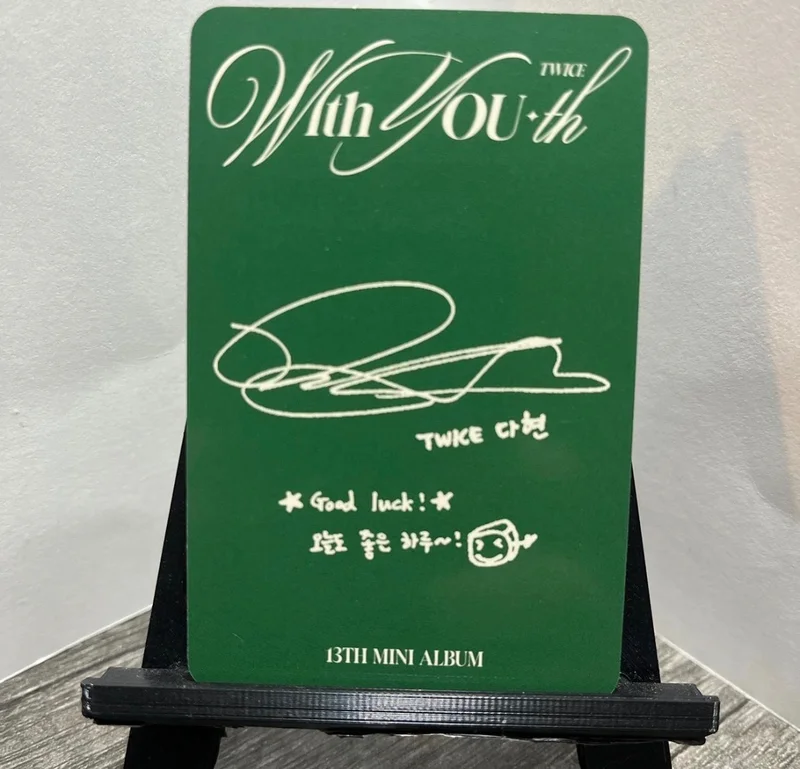 TWICE
WIth YOU-th
TWICE 다현
★ Good luck! ★
오늘도 좋은 하루~!
13TH MINI ALBUM